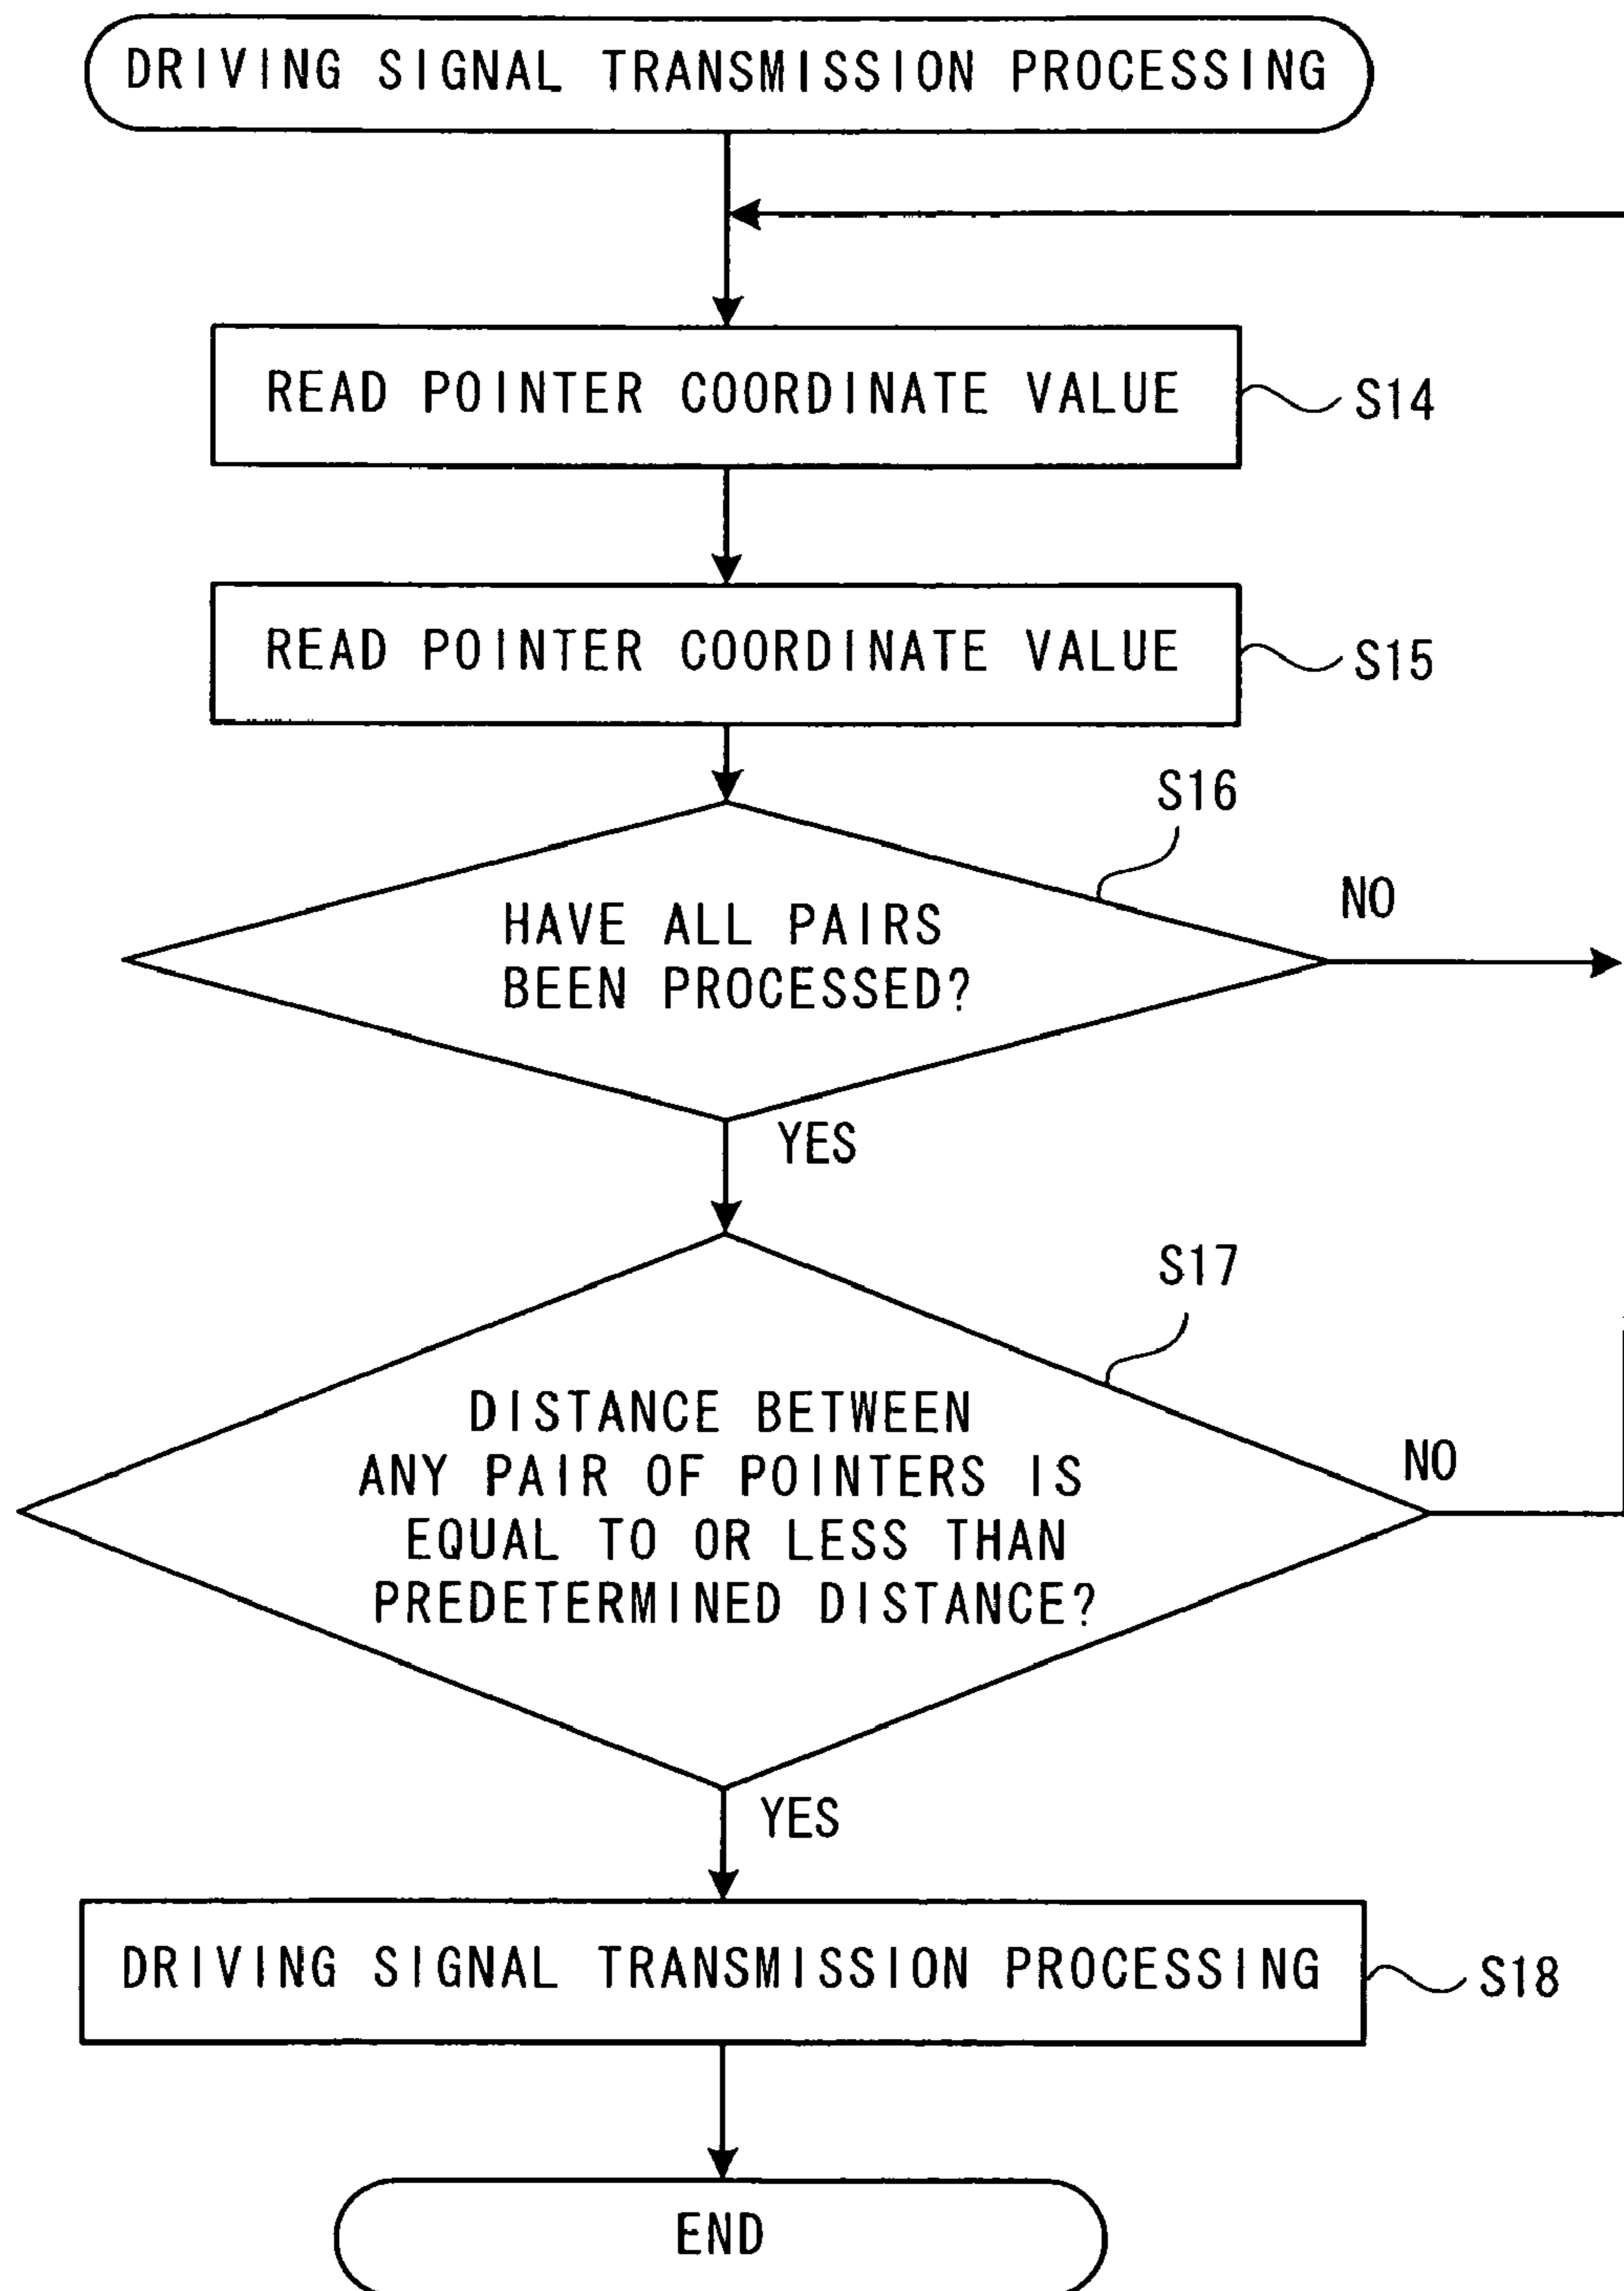 DRIVING SIGNAL TRANSMISSION PROCESSING
READ POINTER COORDINATE VALUE
S14
READ POINTER COORDINATE VALUE
S15
S16
NO
HAVE ALL PAIRS
BEEN PROCESSED?
YES
S17
DISTANCE BETWEEN
ANY PAIR OF POINTERS IS
NO
EQUAL TO OR LESS THAN
PREDETERMINED DISTANCE?
YES
DRIVING SIGNAL TRANSMISSION PROCESSING
S18
END